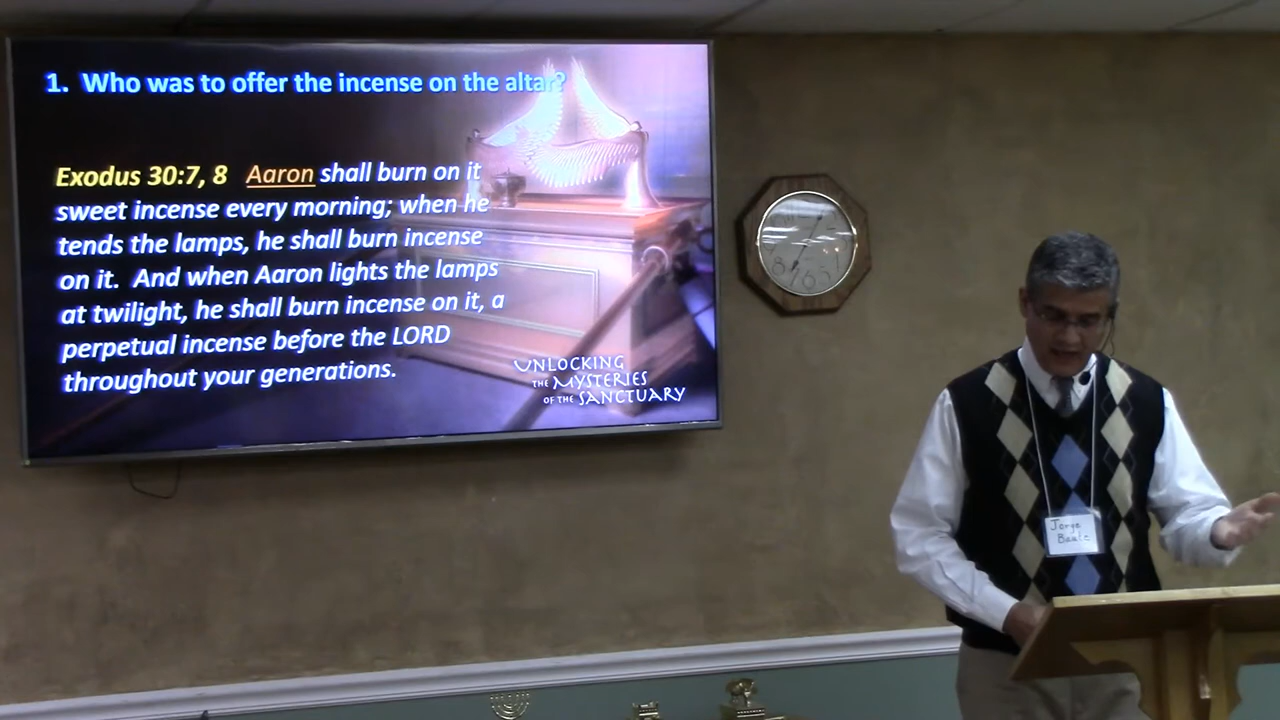 1. Who was to offer the incense on the altar?
Exodus 30:7, 8 Aaron shall burn on it
sweet incense every morning; when he
tends the lamps, he shall burn incense
on it. And when Aaron lights the lamps
at twilight, he shall burn incense on it, a
perpetual incense before the LORD
throughout your generations.
UNLOCKING
THE MYSTERIES
OF THE SANCTUARY
Jorge